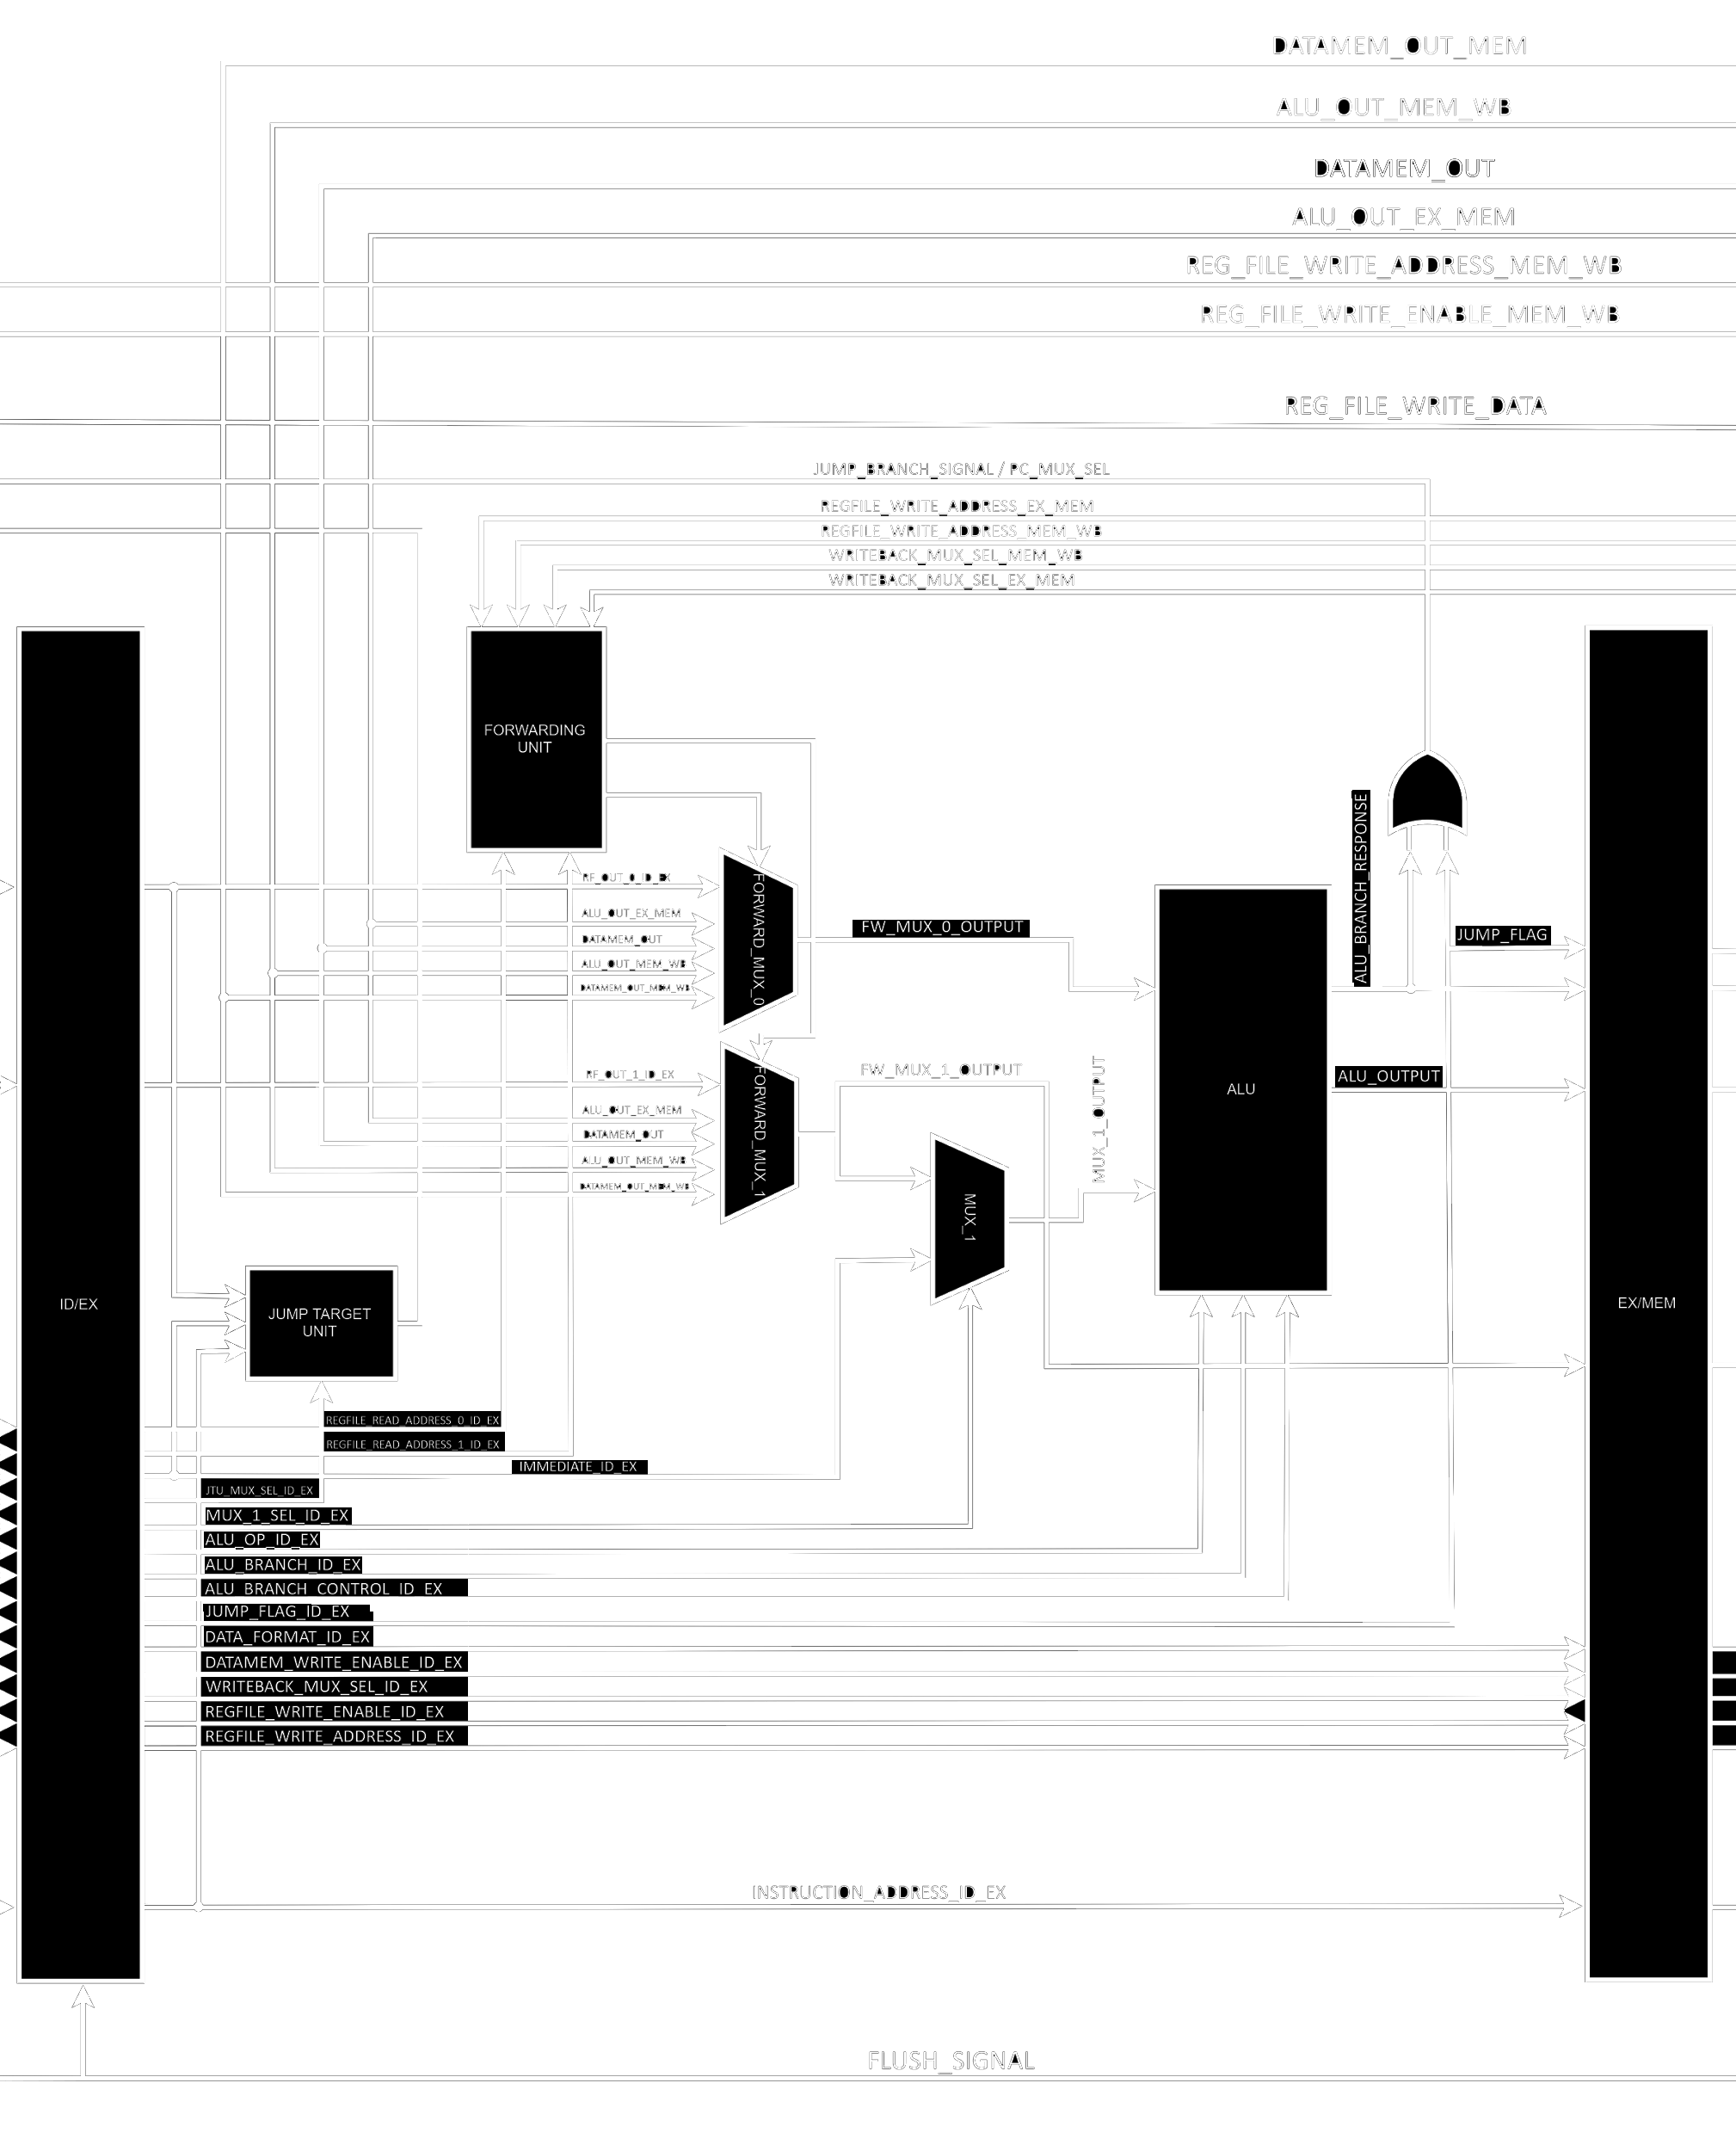 DATAMEM_OUT_MEM
ALU_OUT_MEM_WB
DATAMEM_OUT
ALU_OUT_EX_MEM
REG_FILE_WRITE_ADDRESS_MEM_WB
REG_FILE_WRITE_ENABLE_MEM_WB
REG_FILE_WRITE_DATA
JUMP_BRANCH_SIGNAL / PC_MUX_SEL
REGFILE_WRITE_ADDRESS_EX_MEM
REGFILE_WRITE_ADDRESS_MEM_WB
WRITEBACK_MUX_SEL_MEM_WB
WRITEBACK_MUX_SEL_EX_MEM
FORWARDING
UNIT
RF_OUT_0_ID_EX
ALU_OUT_EX_MEM
DATAMEM_OUT
ALU_OUT_MEM_WB
DATAMEM_OUT_MEM_WB
FORWARD_MUX_0
FW_MUX_0_OUTPUT
ALU_BRANCH_RESPONSE
JUMP_FLAG
RF_OUT_1_ID_EX
ALU_OUT_EX_MEM
DATAMEM_OUT
ALU_OUT_MEM_WB
DATAMEM_OUT_MEM_WB
FORWARD_MUX_1
FW_MUX_1_OUTPUT
MUX_1_OUTPUT
ALU
ALU_OUTPUT
MUX_1
ID/EX
JUMP TARGET
UNIT
EX/MEM
REGFILE_READ_ADDRESS_0_ID_EX
REGFILE_READ_ADDRESS_1_ID_EX
IMMEDIATE_ID_EX
JTU_MUX_SEL_ID_EX
MUX_1_SEL_ID_EX
ALU_OP_ID_EX
ALU_BRANCH_ID_EX
ALU_BRANCH_CONTROL_ID_EX
JUMP_FLAG_ID_EX
DATA_FORMAT_ID_EX
DATAMEM_WRITE_ENABLE_ID_EX
WRITEBACK_MUX_SEL_ID_EX
REGFILE_WRITE_ENABLE_ID_EX
REGFILE_WRITE_ADDRESS_ID_EX
INSTRUCTION_ADDRESS_ID_EX
FLUSH_SIGNAL